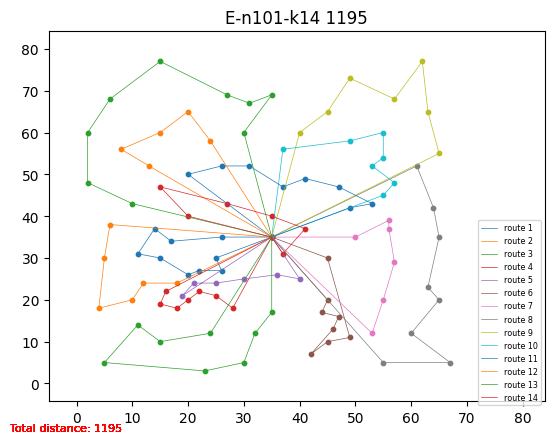 E-n101-k14 1195
80
70
60
50
40
30
20
10
0
route 1
route 2
route 3
route 4
route 5
route 6
route 7
route 8
route 9
route 10
route 11
route 12
route 13
route 14
0 10 20 30 40 50 60 70 80
Total distance: 1195